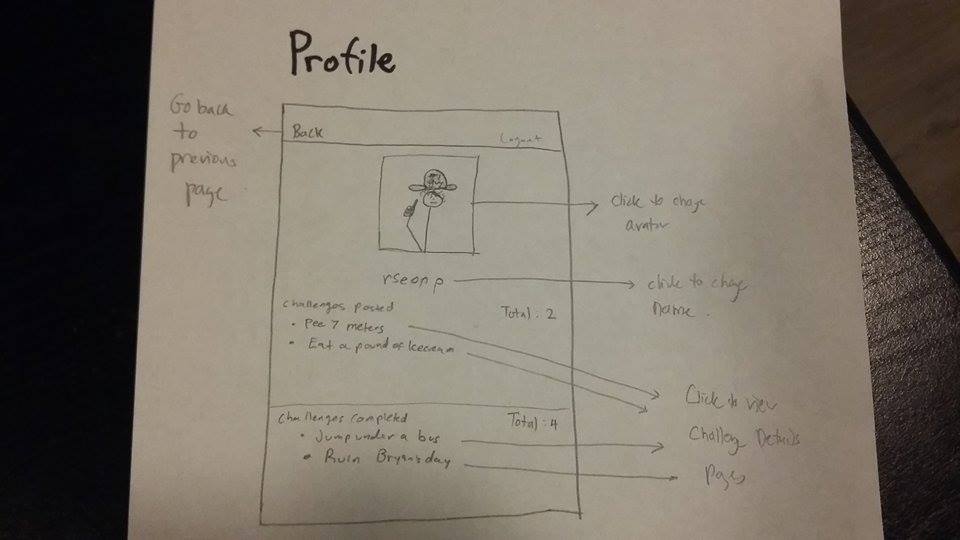 Profile
Go back
to
previous
page
Back
Logout
Click to chage
avatar
rseonp
click to chage
name.
Challenges posted
Total: 2
• Pee 7 meters
• Eat a pound of Icecream
Click to view
Challeng Details
pages
Challenges completed
Total: 4
• Jump under a bus
• Ruin Bryan's day